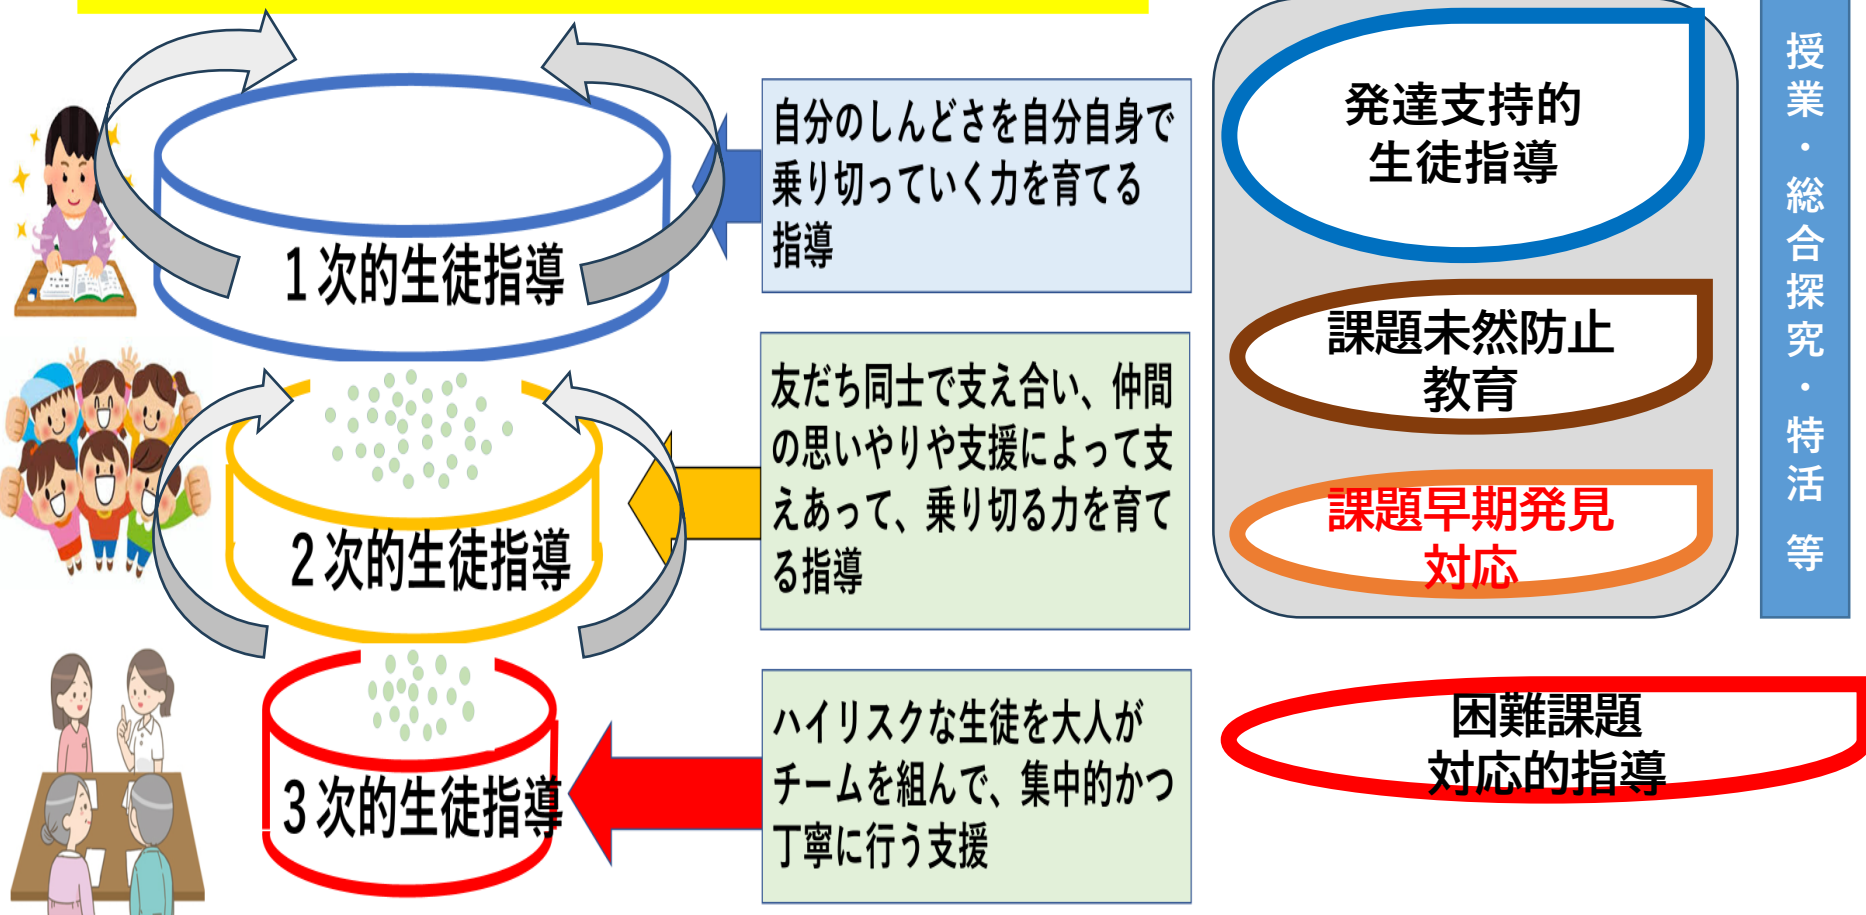 １次的生徒指導
自分のしんどさを自分自身で
乗り切っていく力を育てる
指導
２次的生徒指導
友だち同士で支え合い、仲間
の思いやりや支援によって支
えあって、乗り切る力を育て
る指導
３次的生徒指導
ハイリスクな生徒を大人が
チームを組んで、集中的かつ
丁寧に行う支援
発達支持的
生徒指導
課題未然防止
教育
課題早期発見
対応
困難課題
対応的指導
授業・総合探究・特活 等